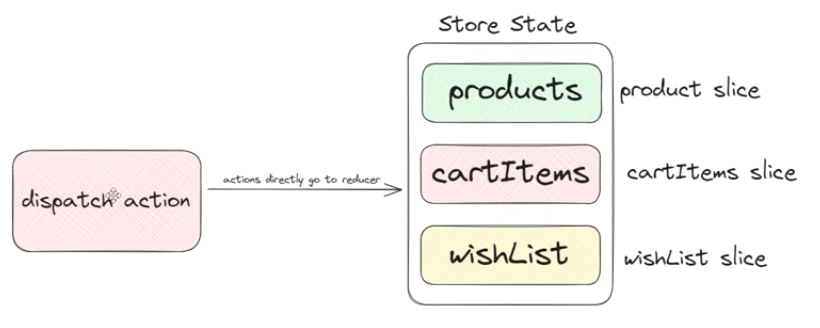 Store State
products
product slice
dispatch action
actions directly go to reducer
cartItems
cartItems slice
wishList
wishList slice